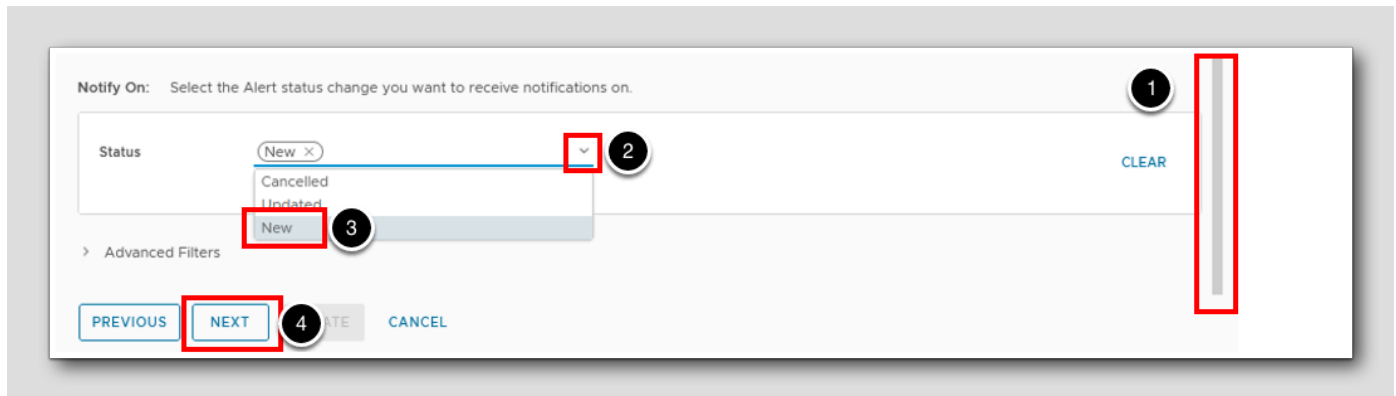 Notify On: Select the Alert status change you want to receive notifications on.
1
Status New × 2
CLEAR
Cancelled
Updated
New 3
> Advanced Filters
PREVIOUS NEXT 4 ATE CANCEL